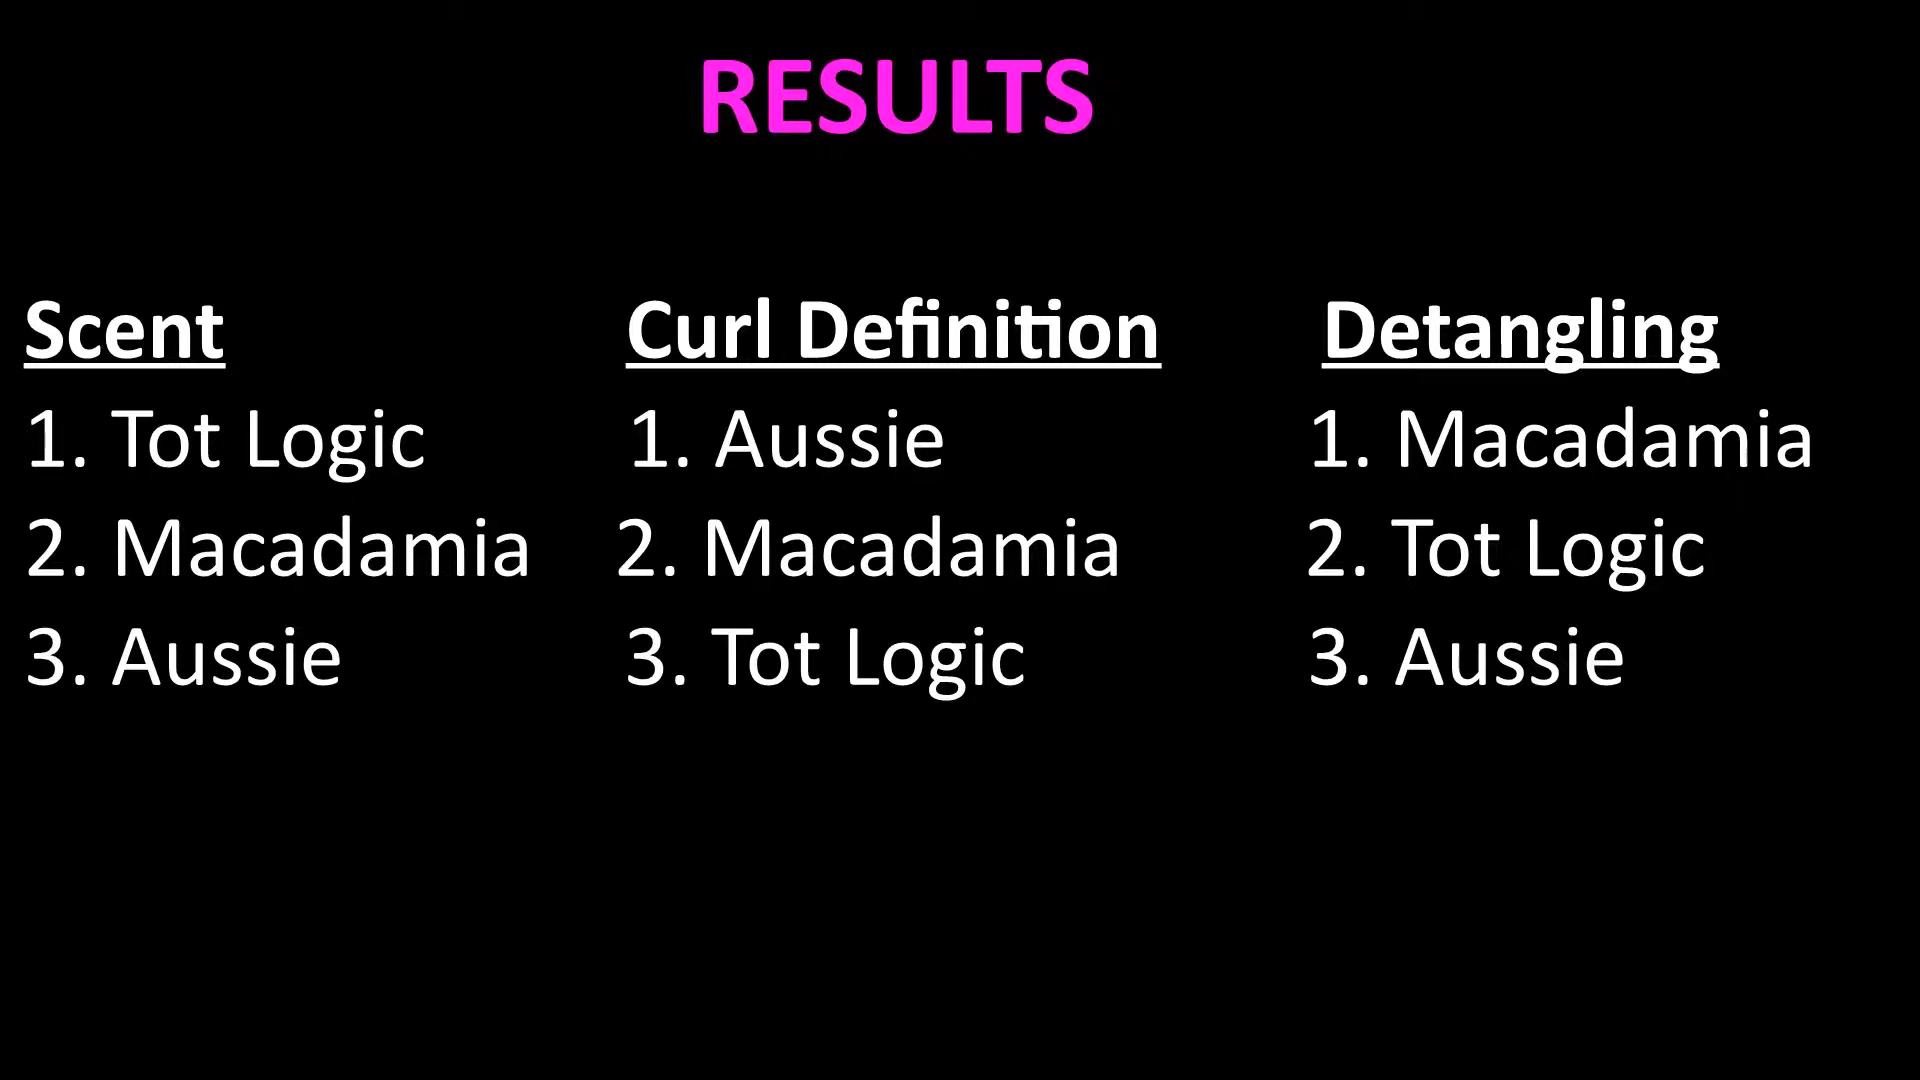 RESULTS
Scent Curl Definition Detangling
1. Tot Logic 1. Aussie 1. Macadamia
2. Macadamia 2. Macadamia 2. Tot Logic
3. Aussie 3. Tot Logic 3. Aussie